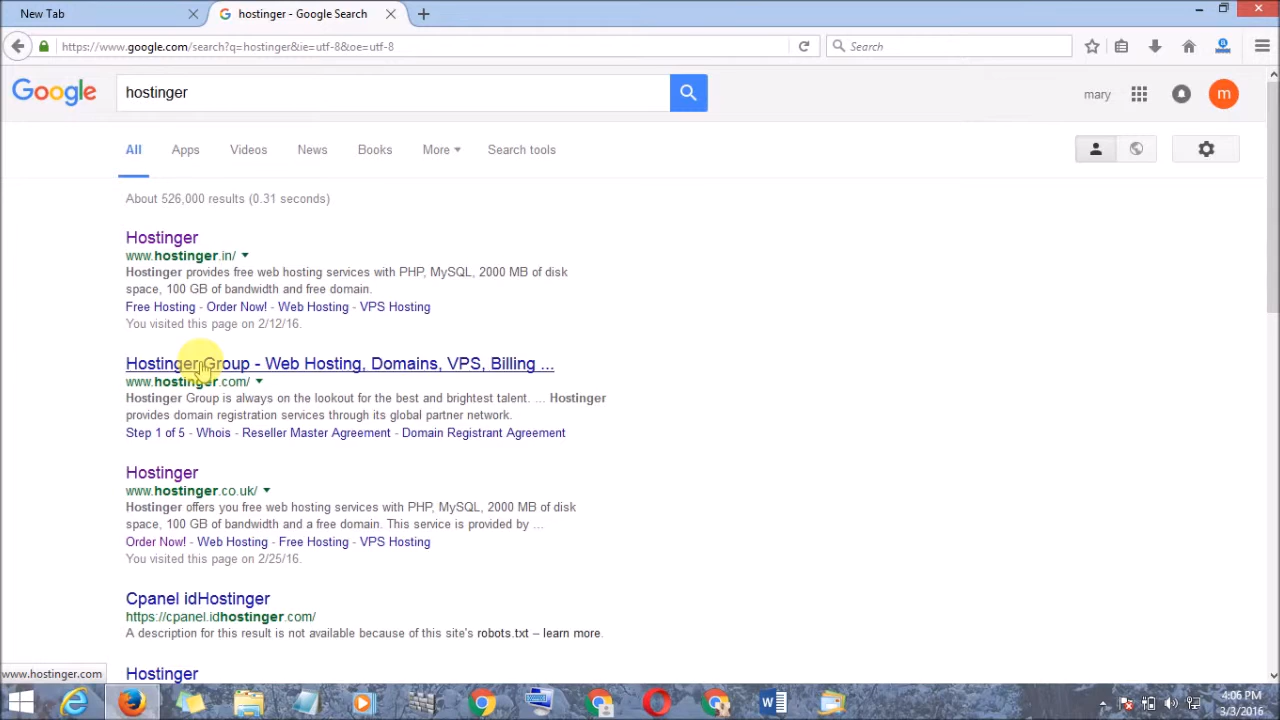 New Tab
hostinger - Google Search
https://www.google.com/search?q=hostinger&ie=utf-8&oe=utf-8
Search
Google
hostinger
mary
m
All
Apps
Videos
News
Books
More
Search tools
About 526,000 results (0.31 seconds)
Hostinger
www.hostinger.in/
Hostinger provides free web hosting services with PHP, MySQL, 2000 MB of disk
space, 100 GB of bandwidth and free domain.
Free Hosting - Order Now! - Web Hosting - VPS Hosting
You visited this page on 2/12/16.
Hostinger Group - Web Hosting, Domains, VPS, Billing ...
www.hostinger.com/
Hostinger Group is always on the lookout for the best and brightest talent. ... Hostinger
provides domain registration services through its global partner network.
Step 1 of 5 - Whois - Reseller Master Agreement - Domain Registrant Agreement
Hostinger
www.hostinger.co.uk/
Hostinger offers you free web hosting services with PHP, MySQL, 2000 MB of disk
space, 100 GB of bandwidth and a free domain. This service is provided by ...
Order Now! - Web Hosting - Free Hosting - VPS Hosting
You visited this page on 2/25/16.
Cpanel idHostinger
https://cpanel.idhostinger.com/
A description for this result is not available because of this site's robots.txt – learn more.
Hostinger
www.hostinger.com
4:06 PM
3/3/2016